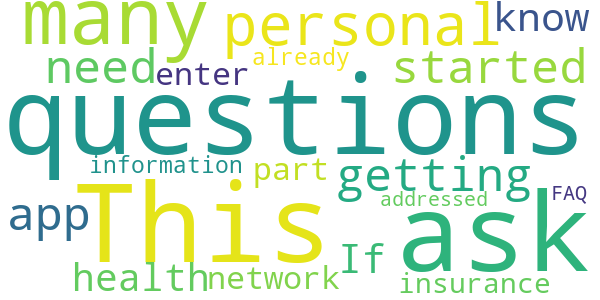 many personal know
need enter already started
questions
information part getting
This ask
app addressed FAQ
health network If insurance